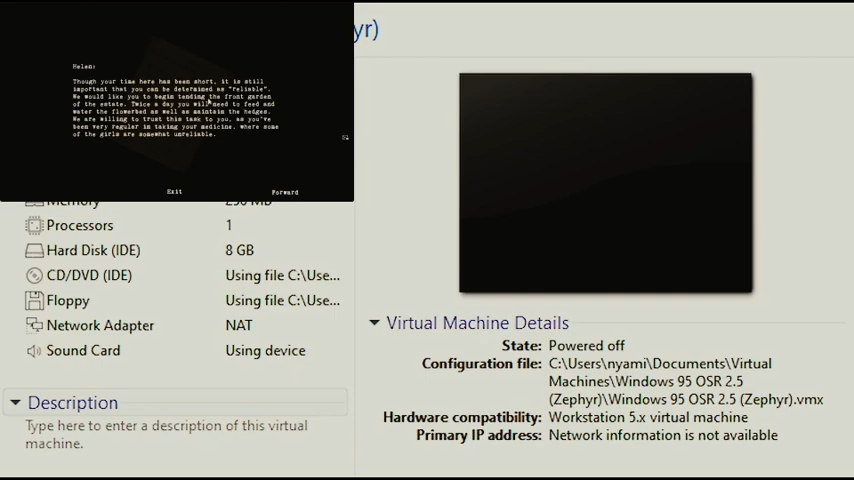 yr)
Helen:
Though your time here has been short, it is still
important that you can be determined as "reliable".
We would like you to begin tending the front garden
of the estate. Twice a day you will need to feed and
water the flowerbed as well as maintain the hedges.
We are willing to trust this task to you, as you've
been very regular in taking your medicine, where some
of the girls are somewhat unreliable.
Exit Forward
Memory 256 MB
Processors 1
Hard Disk (IDE) 8 GB
CD/DVD (IDE) Using file C:\Use...
Floppy Using file C:\Use...
Network Adapter NAT
Sound Card Using device
Description
Type here to enter a description of this virtual
machine.
Virtual Machine Details
State: Powered off
Configuration file: C:\Users\nyami\Documents\Virtual
Machines\Windows 95 OSR 2.5
(Zephyr)\Windows 95 OSR 2.5 (Zephyr).vmx
Hardware compatibility: Workstation 5.x virtual machine
Primary IP address: Network information is not available